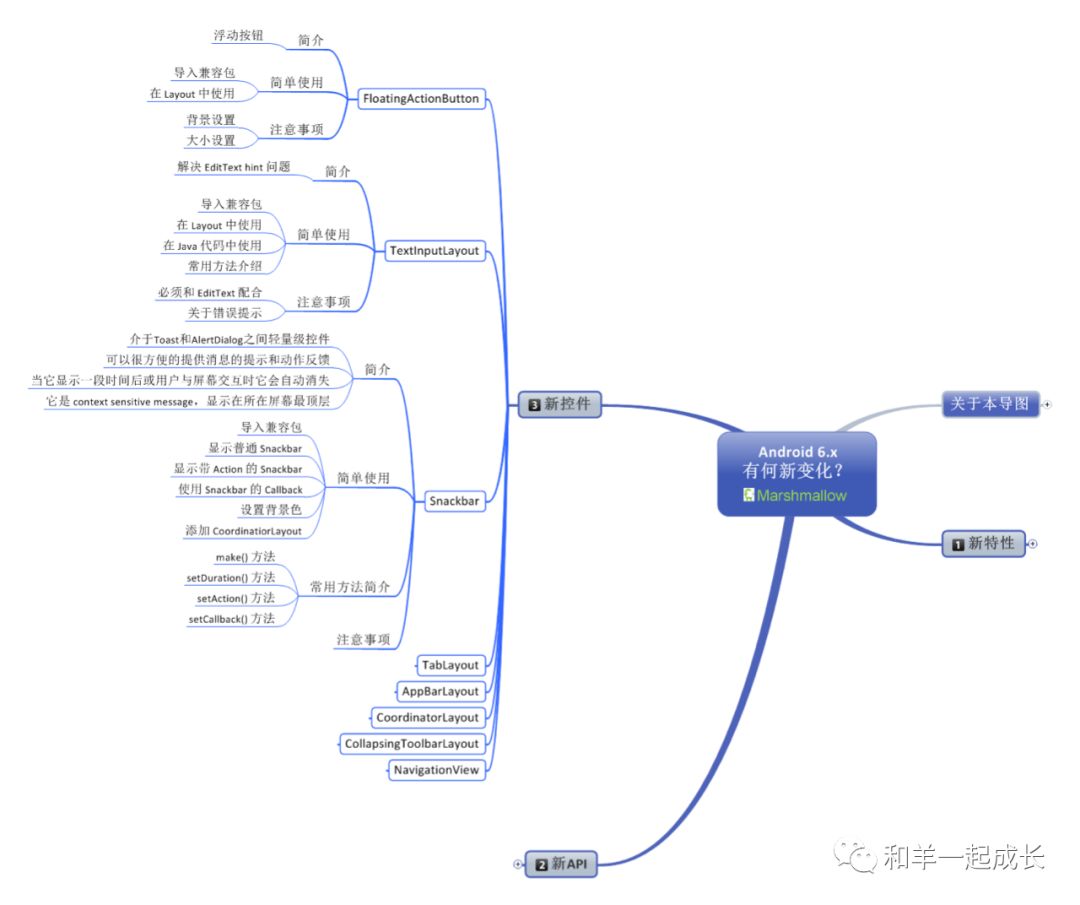 浮动按钮
简介
导入兼容包
在 Layout 中使用
简单使用
背景设置
大小设置
注意事项
FloatingActionButton
解决 EditText hint 问题
简介
导入兼容包
在 Layout 中使用
在 Java 代码中使用
常用方法介绍
简单使用
必须和 EditText 配合
关于错误提示
注意事项
TextInputLayout
介于Toast和AlertDialog之间轻量级控件
可以很方便的提供消息的提示和动作反馈
当它显示一段时间后或用户与屏幕交互时它会自动消失
它是 context sensitive message，显示在所在屏幕最顶层
简介
导入兼容包
显示普通 Snackbar
显示带 Action 的 Snackbar
使用 Snackbar 的 Callback
设置背景色
添加 CoordinatiorLayout
简单使用
make() 方法
setDuration() 方法
setAction() 方法
setCallback() 方法
常用方法简介
注意事项
Snackbar
TabLayout
AppBarLayout
CoordinatorLayout
CollapsingToolbarLayout
NavigationView
3 新控件
Android 6.x
有何新变化？
Marshmallow
关于本导图
1 新特性
2 新API
和羊一起成长